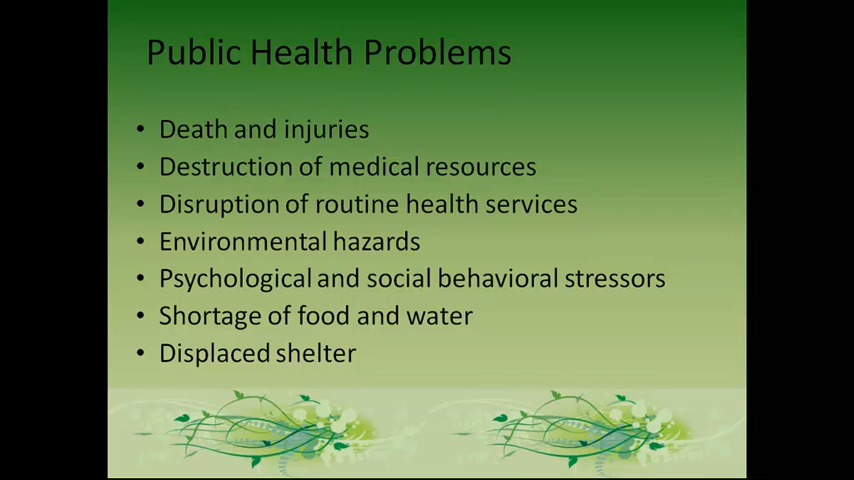 Public Health Problems
• Death and injuries
• Destruction of medical resources
• Disruption of routine health services
• Environmental hazards
• Psychological and social behavioral stressors
• Shortage of food and water
• Displaced shelter